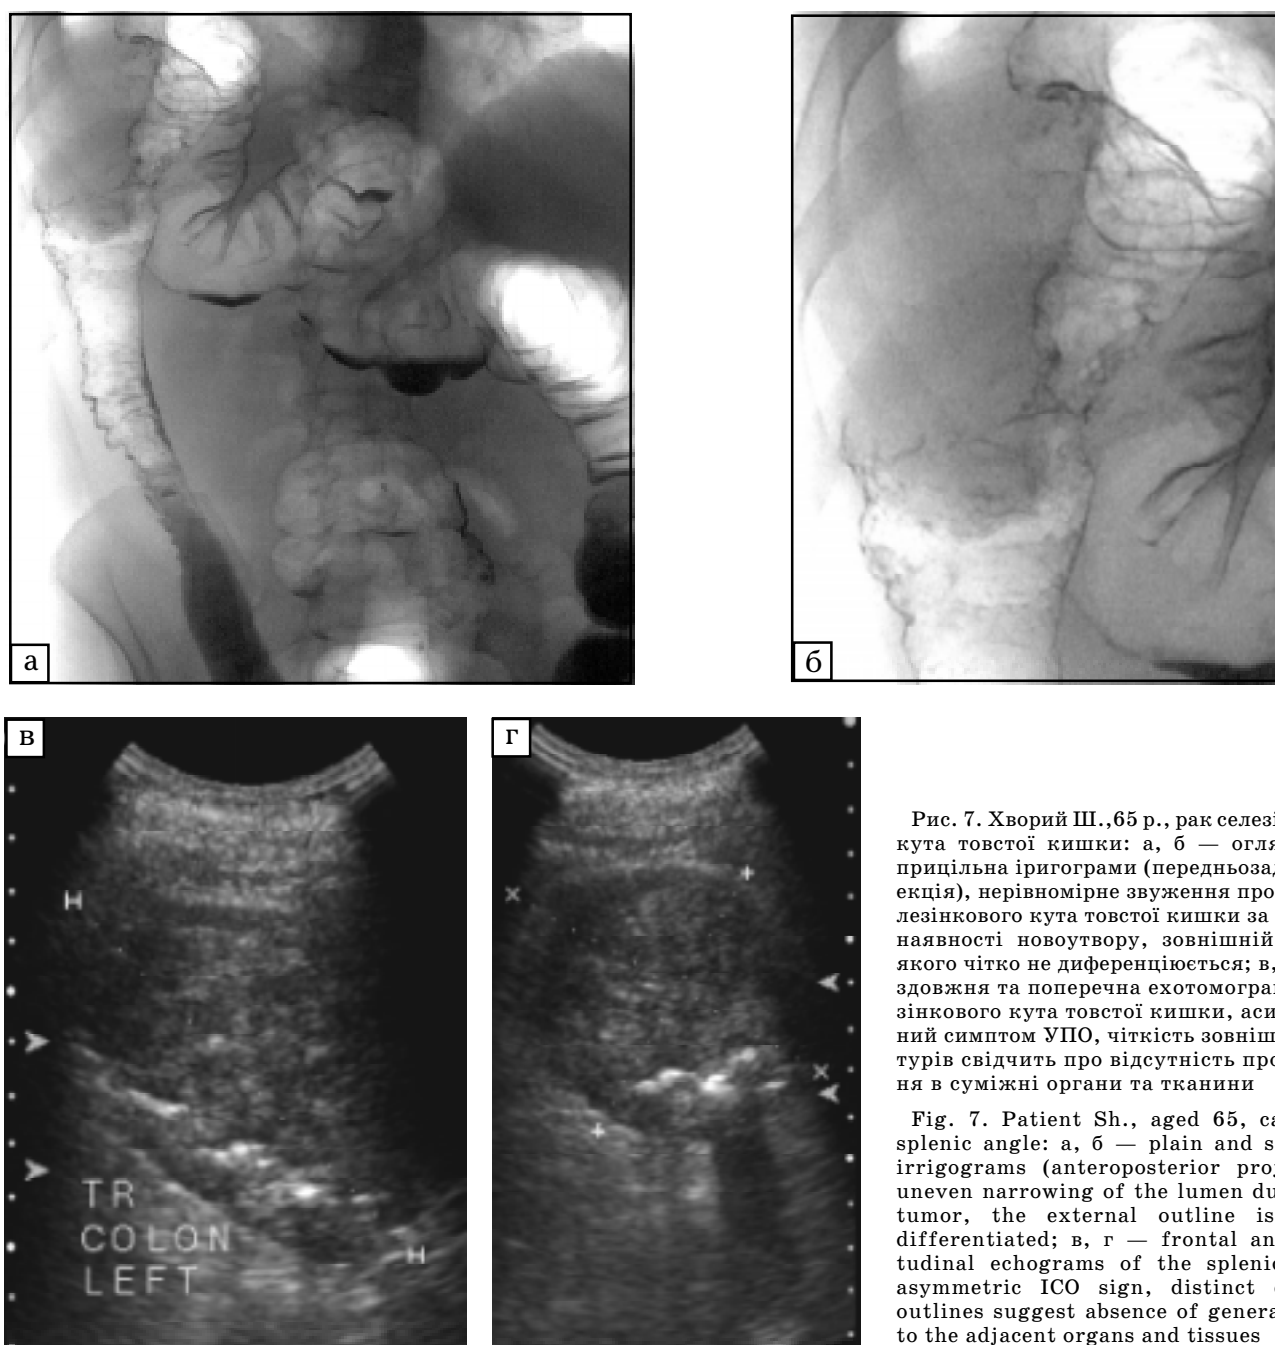 а
б
в
г
H
H
TR
COLON
LEFT
Рис. 7. Хворий Ш.,65 р., рак селезі
кута товстої кишки: а, б — огля
прицільна іригограми (передньозад
екція), нерівномірне звуження про
лезінкового кута товстої кишки за
наявності новоутвору, зовнішній
якого чітко не диференціюється; в,
здовжня та поперечна ехотомогра
зінкового кута товстої кишки, аси
ний симптом УПО, чіткість зовніш
турів свідчить про відсутність про
ня в суміжні органи та тканини
Fig. 7. Patient Sh., aged 65, ca
splenic angle: a, б — plain and s
irrigograms (anteroposterior pro
uneven narrowing of the lumen du
tumor, the external outline is
differentiated; в, г — frontal an
tudinal echograms of the spleni
asymmetric ICO sign, distinct
outlines suggest absence of genera
to the adjacent organs and tissues